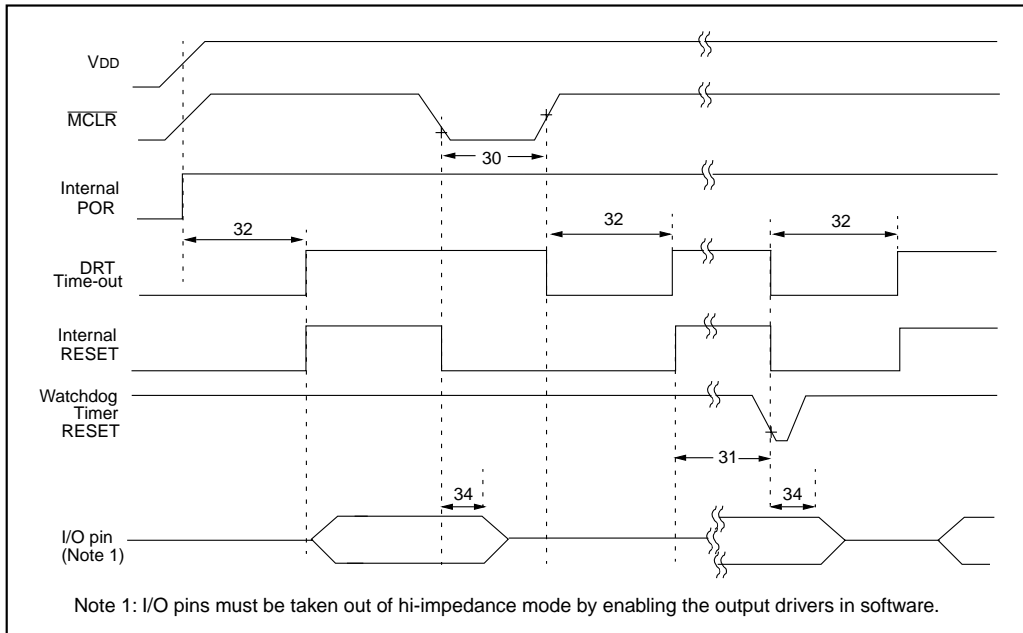 VDD
MCLR
30
Internal
POR
32
32
32
DRT
Time-out
Internal
RESET
Watchdog
Timer
RESET
31
34
34
I/O pin
(Note 1)
Note 1: I/O pins must be taken out of hi-impedance mode by enabling the output drivers in software.